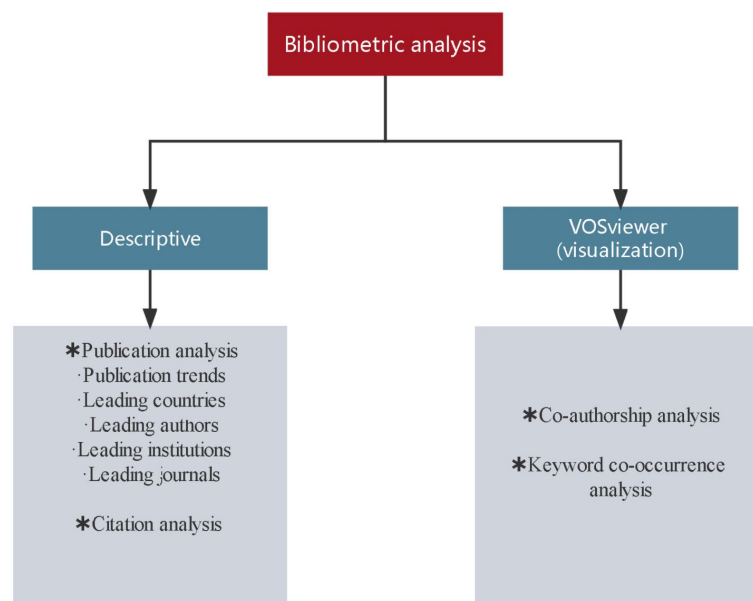 Bibliometric analysis
Descriptive
VOSviewer
(visualization)
✱Publication analysis
·Publication trends
·Leading countries
·Leading authors
·Leading institutions
·Leading journals
✱Citation analysis
✱Co-authorship analysis
✱Keyword co-occurrence
analysis